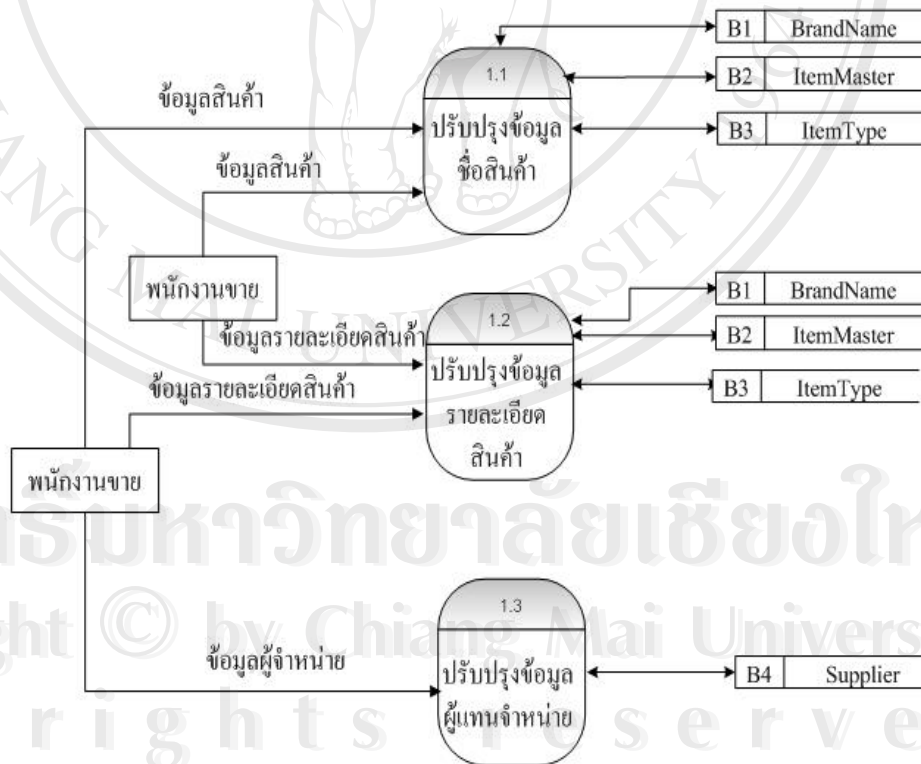 B1 BrandName
1.1
B2 ItemMaster
ข้อมูลสินค้า
ปรับปรุงข้อมูล
ชื่อสินค้า
B3 ItemType
ข้อมูลสินค้า
พนักงานขาย
B1 BrandName
1.2
B2 ItemMaster
ข้อมูลรายละเอียดสินค้า
ปรับปรุงข้อมูล
รายละเอียด
สินค้า
B3 ItemType
ข้อมูลรายละเอียดสินค้า
พนักงานขาย
1.3
ข้อมูลผู้จำหน่าย
ปรับปรุงข้อมูล
ผู้แทนจำหน่าย
B4 Supplier
ANG MAI UNIVERSITY 1964
มหาวิทยาลัยเชียงให
ght © by Chiang Mai Univers
rights reserve